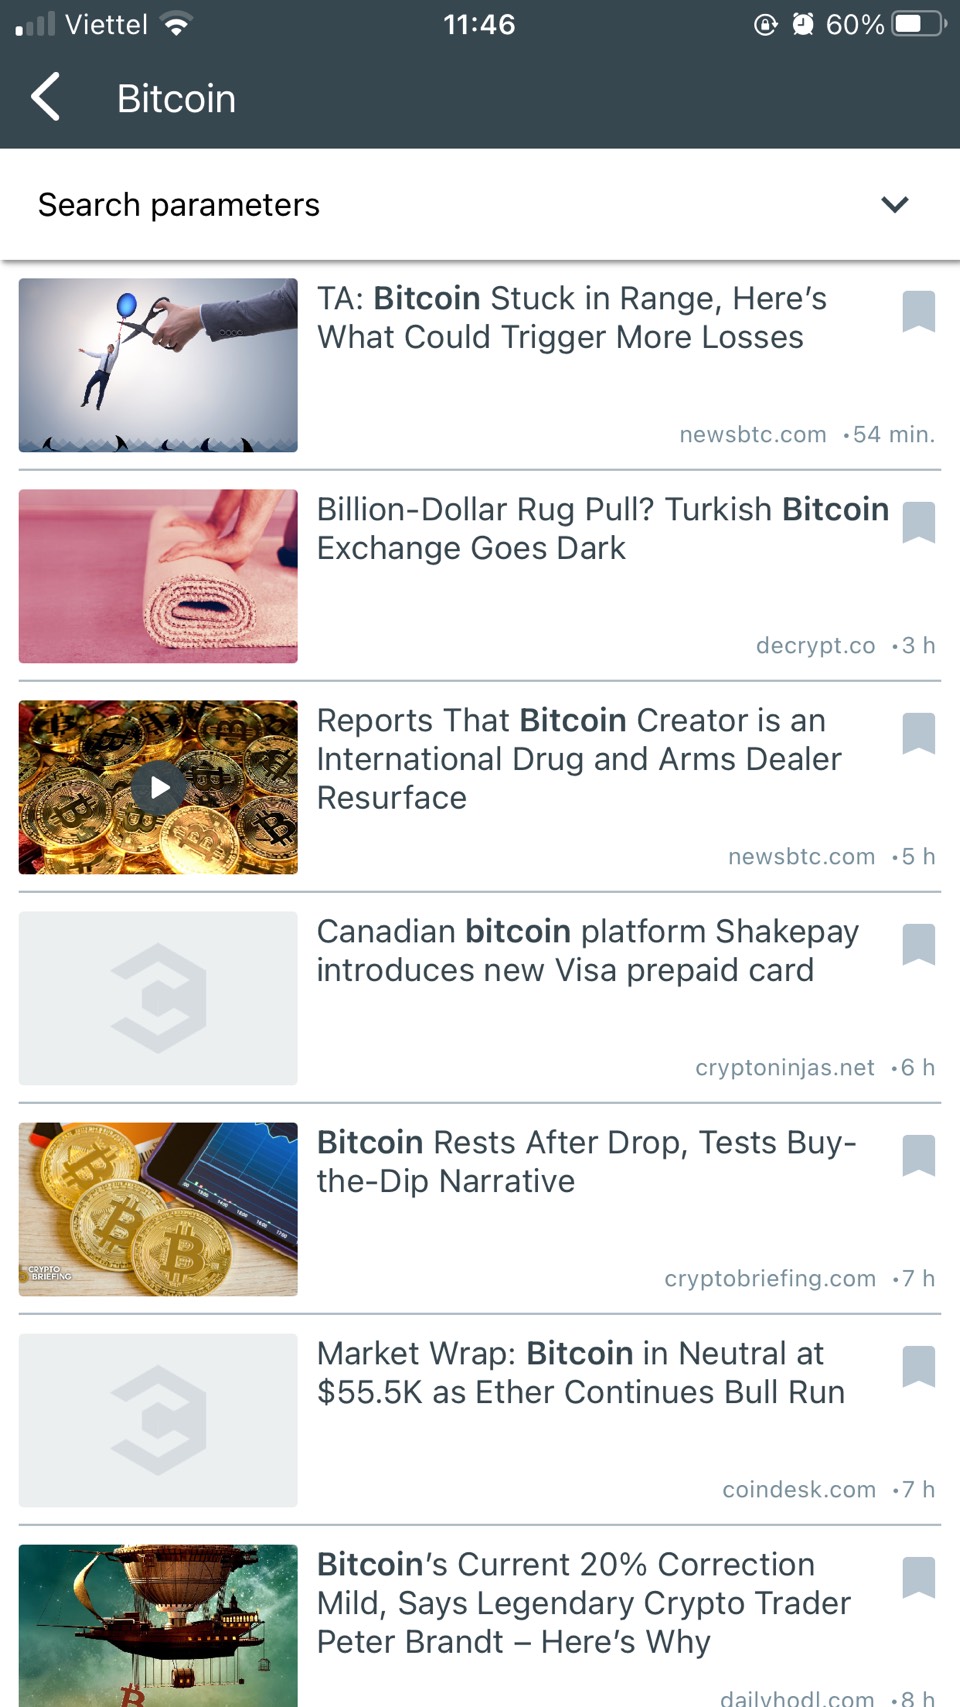 Viettel 11:46 60%
Bitcoin
Search parameters
TA: Bitcoin Stuck in Range, Here's
What Could Trigger More Losses
newsbtc.com •54 min.
Billion-Dollar Rug Pull? Turkish Bitcoin
Exchange Goes Dark
decrypt.co •3 h
Reports That Bitcoin Creator is an
International Drug and Arms Dealer
Resurface
newsbtc.com •5 h
Canadian bitcoin platform Shakepay
introduces new Visa prepaid card
cryptoninjas.net •6 h
Bitcoin Rests After Drop, Tests Buy-
the-Dip Narrative
CRYPTO
BRIEFING
cryptobriefing.com •7 h
Market Wrap: Bitcoin in Neutral at
$55.5K as Ether Continues Bull Run
coindesk.com •7 h
Bitcoin's Current 20% Correction
Mild, Says Legendary Crypto Trader
Peter Brandt – Here's Why
dailyhodl.com •8 h